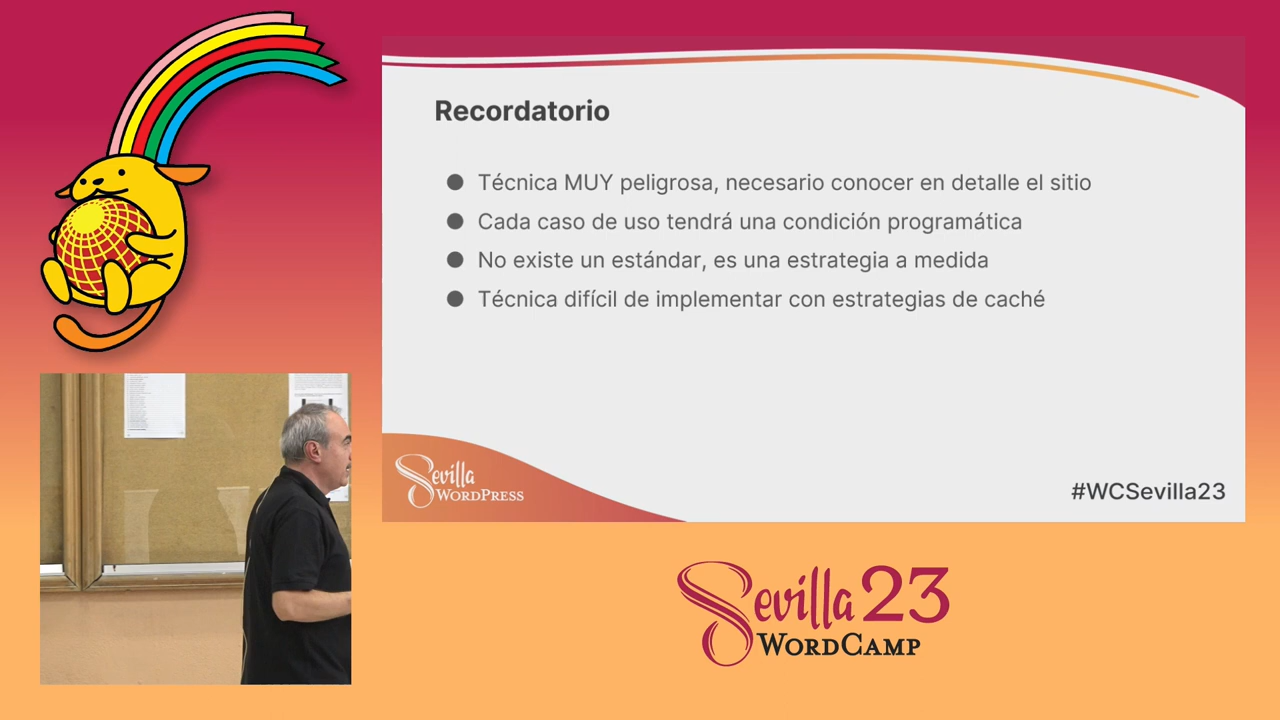 Recordatorio
● Técnica MUY peligrosa, necesario conocer en detalle el sitio
● Cada caso de uso tendrá una condición programática
● No existe un estándar, es una estrategia a medida
● Técnica difícil de implementar con estrategias de caché
Sevilla
WORDPRESS
#WCSevilla23
Sevilla 23
WORDCAMP